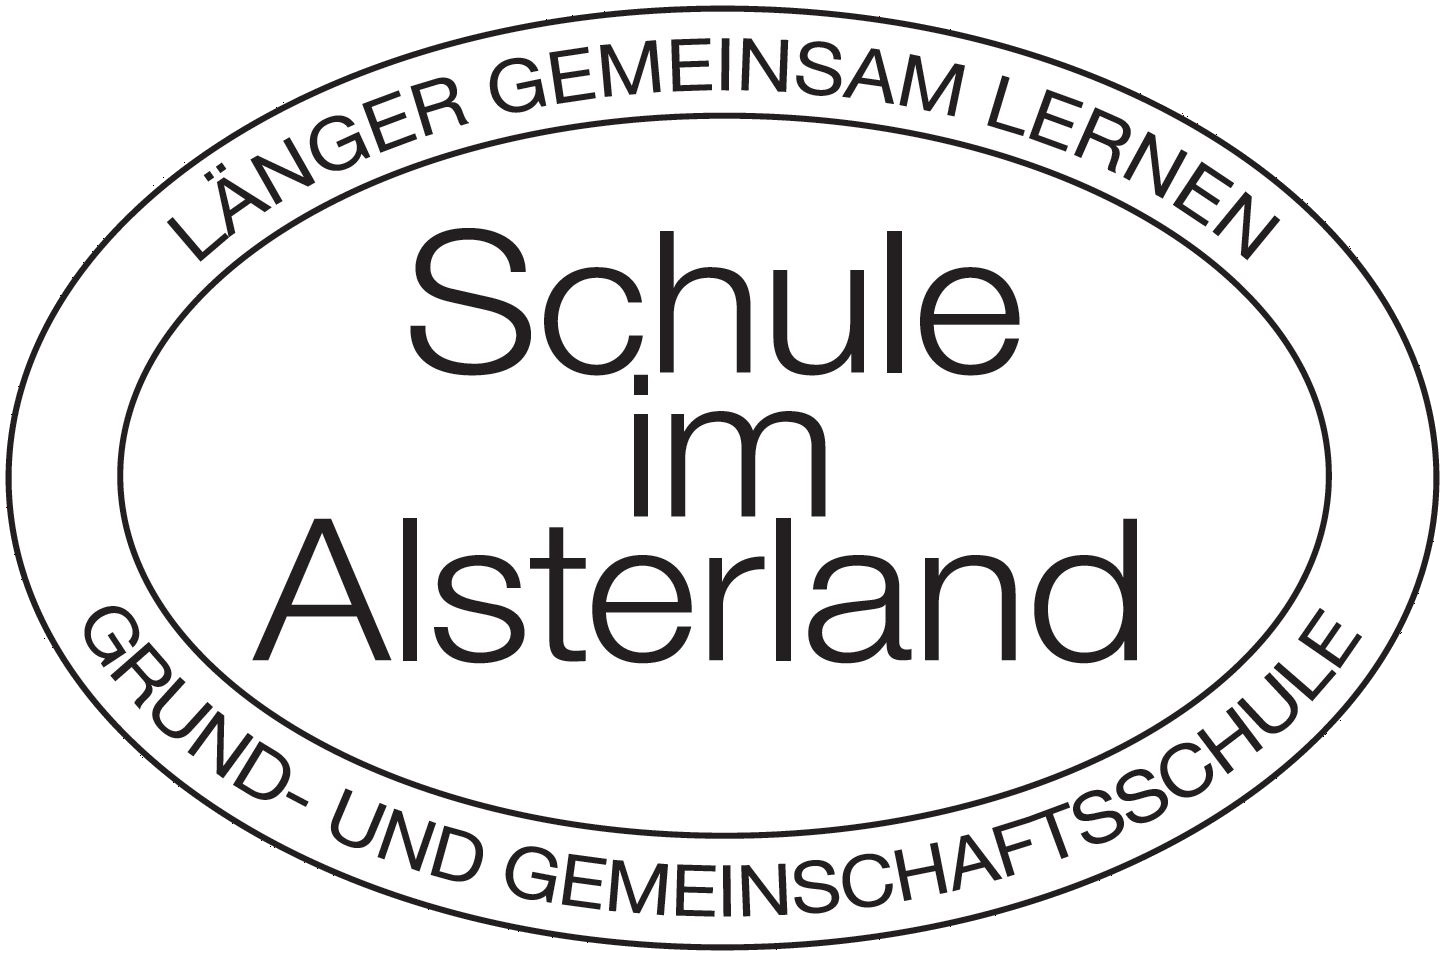 LÄNGER GEMEINSAM LERNEN
Schule
im
Alsterland
GRUND- UND GEMEINSCHAFTSSCHULE